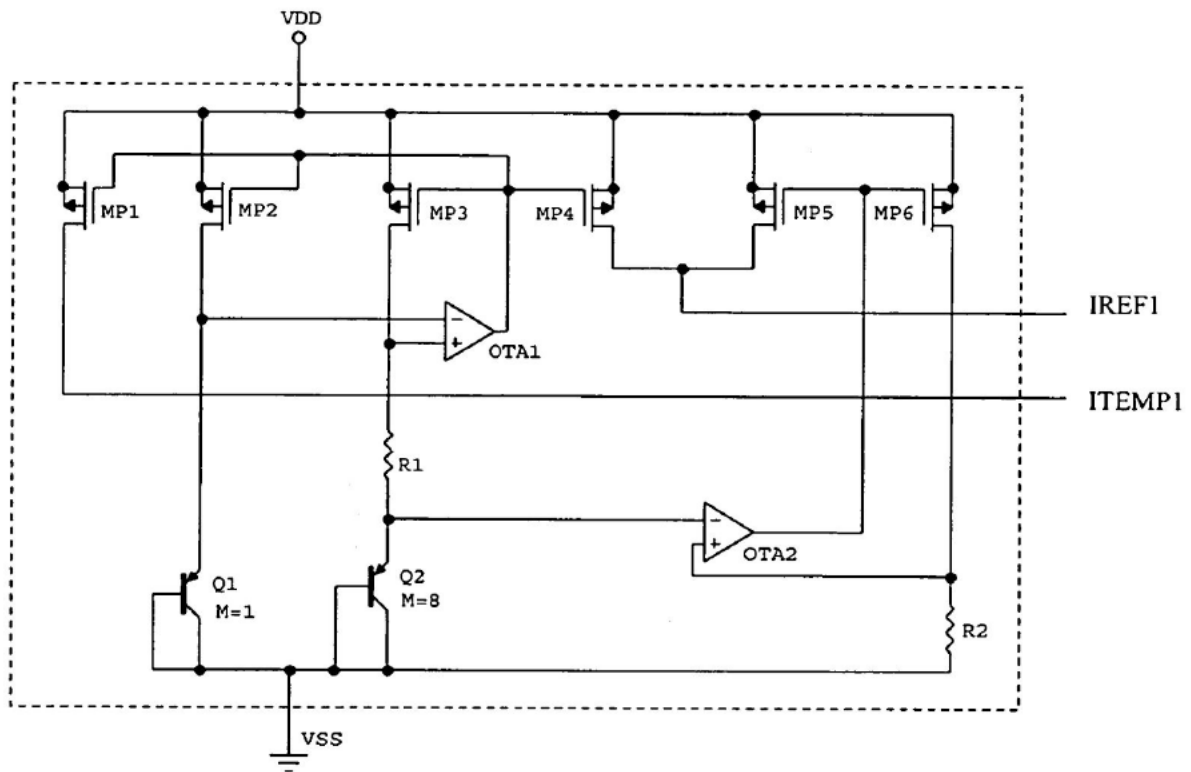 VDD
MP1
MP2
MP3
MP4
MP5
MP6
IREF1
-
+
OTA1
ITEMP1
R1
-
+
OTA2
Q1
M=1
Q2
M=8
R2
VSS